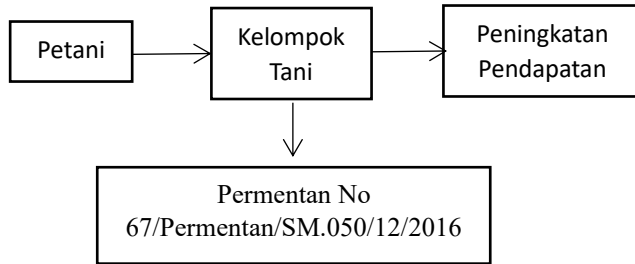 Petani
Kelompok
Tani
Peningkatan
Pendapatan
Permentan No
67/Permentan/SM.050/12/2016